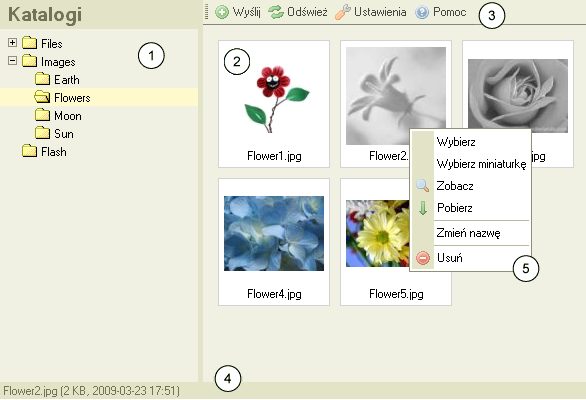 Katalogi
Files
Images
Earth
Flowers
Moon
Sun
Flash
1
Wyślij Odśwież Ustawienia Pomoc 3
2
Flower1.jpg
Flower2.
.jpg
Flower4.jpg
Flower5.jpg
Wybierz
Wybierz miniaturkę
Zobacz
Pobierz
Zmień nazwę
Usuń
5
4
Flower2.jpg (2 KB, 2009-03-23 17:51)